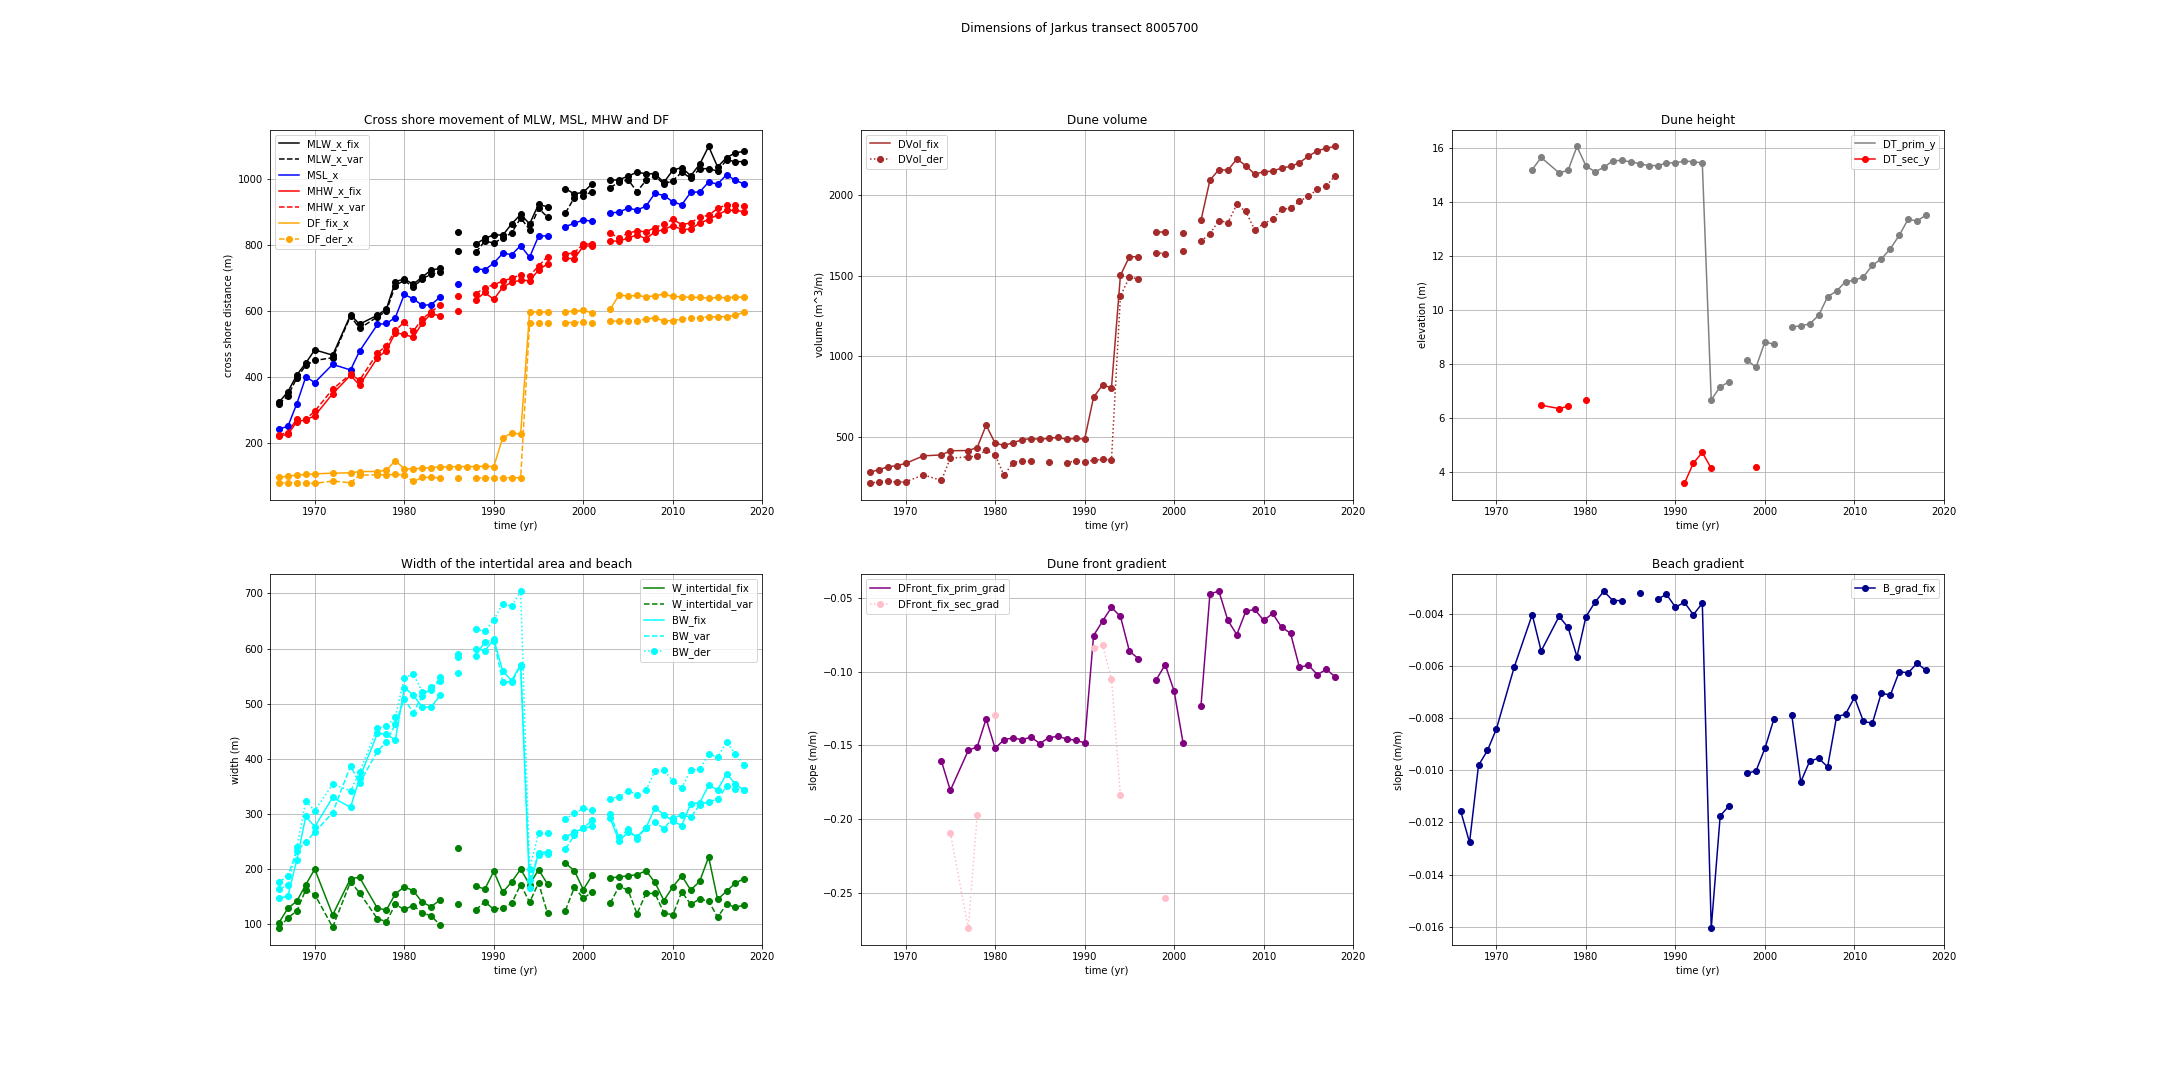 Dimensions of Jarkus transect 8005700
Cross shore movement of MLW, MSL, MHW and DF
MLW_x_fix
MLW_x_var
MSL_x
MHW_x_fix
MHW_x_var
DF_fix_x
DF_der_x
cross shore distance (m)
1000
800
600
400
200
1970
1980
1990
2000
2010
2020
time (yr)
Dune volume
DVol_fix
DVol_der
volume (m^3/m)
2000
1500
1000
500
1970
1980
1990
2000
2010
2020
time (yr)
Dune height
DT_prim_y
DT_sec_y
elevation (m)
16
14
12
10
8
6
4
1970
1980
1990
2000
2010
2020
time (yr)
Width of the intertidal area and beach
W_intertidal_fix
W_intertidal_var
BW_fix
BW_var
BW_der
width (m)
700
600
500
400
300
200
100
1970
1980
1990
2000
2010
2020
time (yr)
Dune front gradient
DFront_fix_prim_grad
DFront_fix_sec_grad
slope (m/m)
−0.05
−0.10
−0.15
−0.20
−0.25
1970
1980
1990
2000
2010
2020
time (yr)
Beach gradient
B_grad_fix
slope (m/m)
−0.004
−0.006
−0.008
−0.010
−0.012
−0.014
−0.016
1970
1980
1990
2000
2010
2020
time (yr)